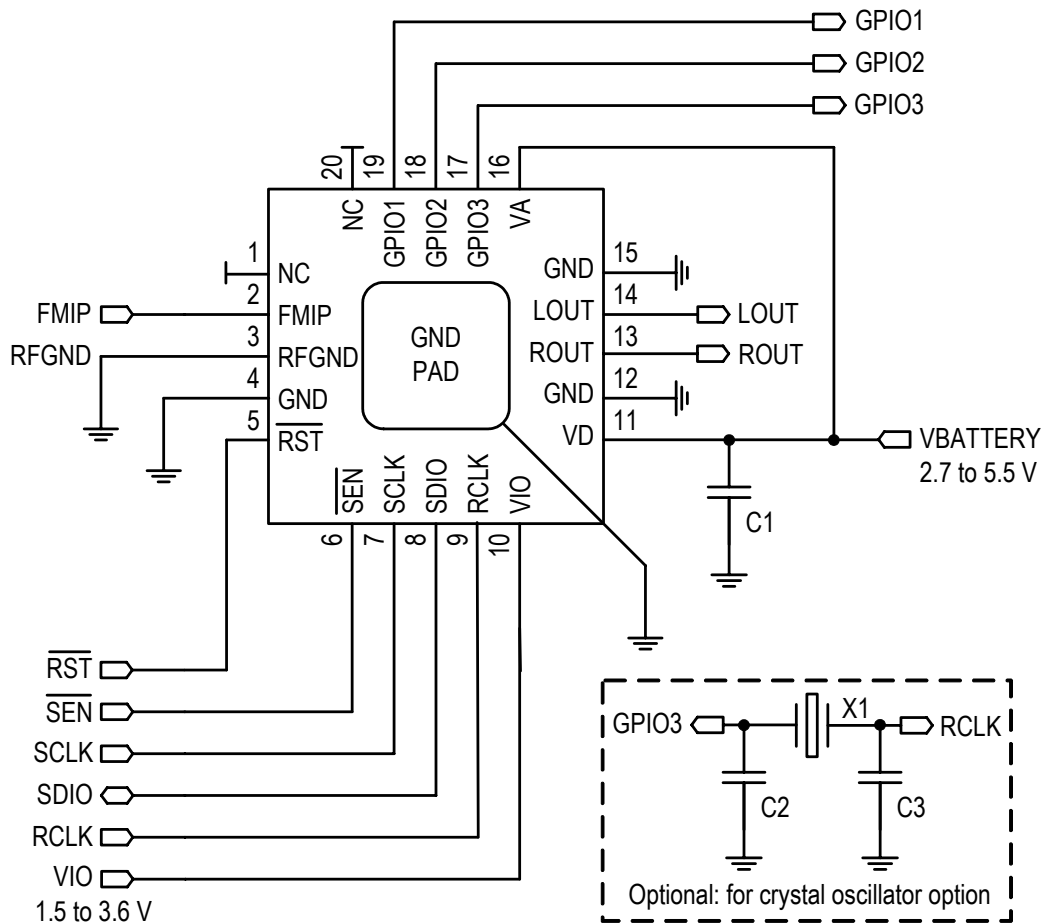 GPIO1
GPIO2
GPIO3
20
19
18
17
16
NC
GPIO1
GPIO2
GPIO3
VA
1
NC
2
FMIP
FMIP
3
RFGND
RFGND
4
GND
5
RST
GND
PAD
15
GND
14
LOUT
LOUT
13
ROUT
ROUT
12
GND
11
VD
VBATTERY
2.7 to 5.5 V
C1
SEN
SCLK
SDIO
RCLK
VIO
6
7
8
9
10
RST
SEN
SCLK
SDIO
RCLK
VIO
1.5 to 3.6 V
GPIO3
X1
RCLK
C2
C3
Optional: for crystal oscillator option